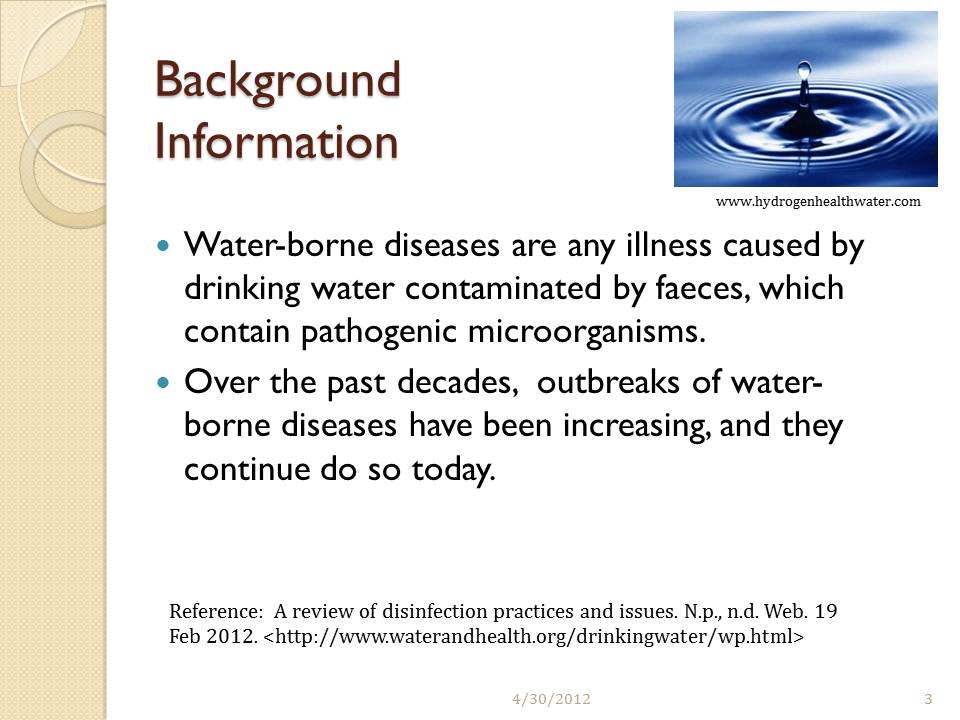 Background
Information
www.hydrogenhealthwater.com
Water-borne diseases are any illness caused by
drinking water contaminated by faeces, which
contain pathogenic microorganisms.
Over the past decades,  outbreaks of water-
borne diseases have been increasing, and they
continue do so today.
Reference:  A review of disinfection practices and issues. N.p., n.d. Web. 19
Feb 2012. <http://www.waterandhealth.org/drinkingwater/wp.html>
4/30/2012
3